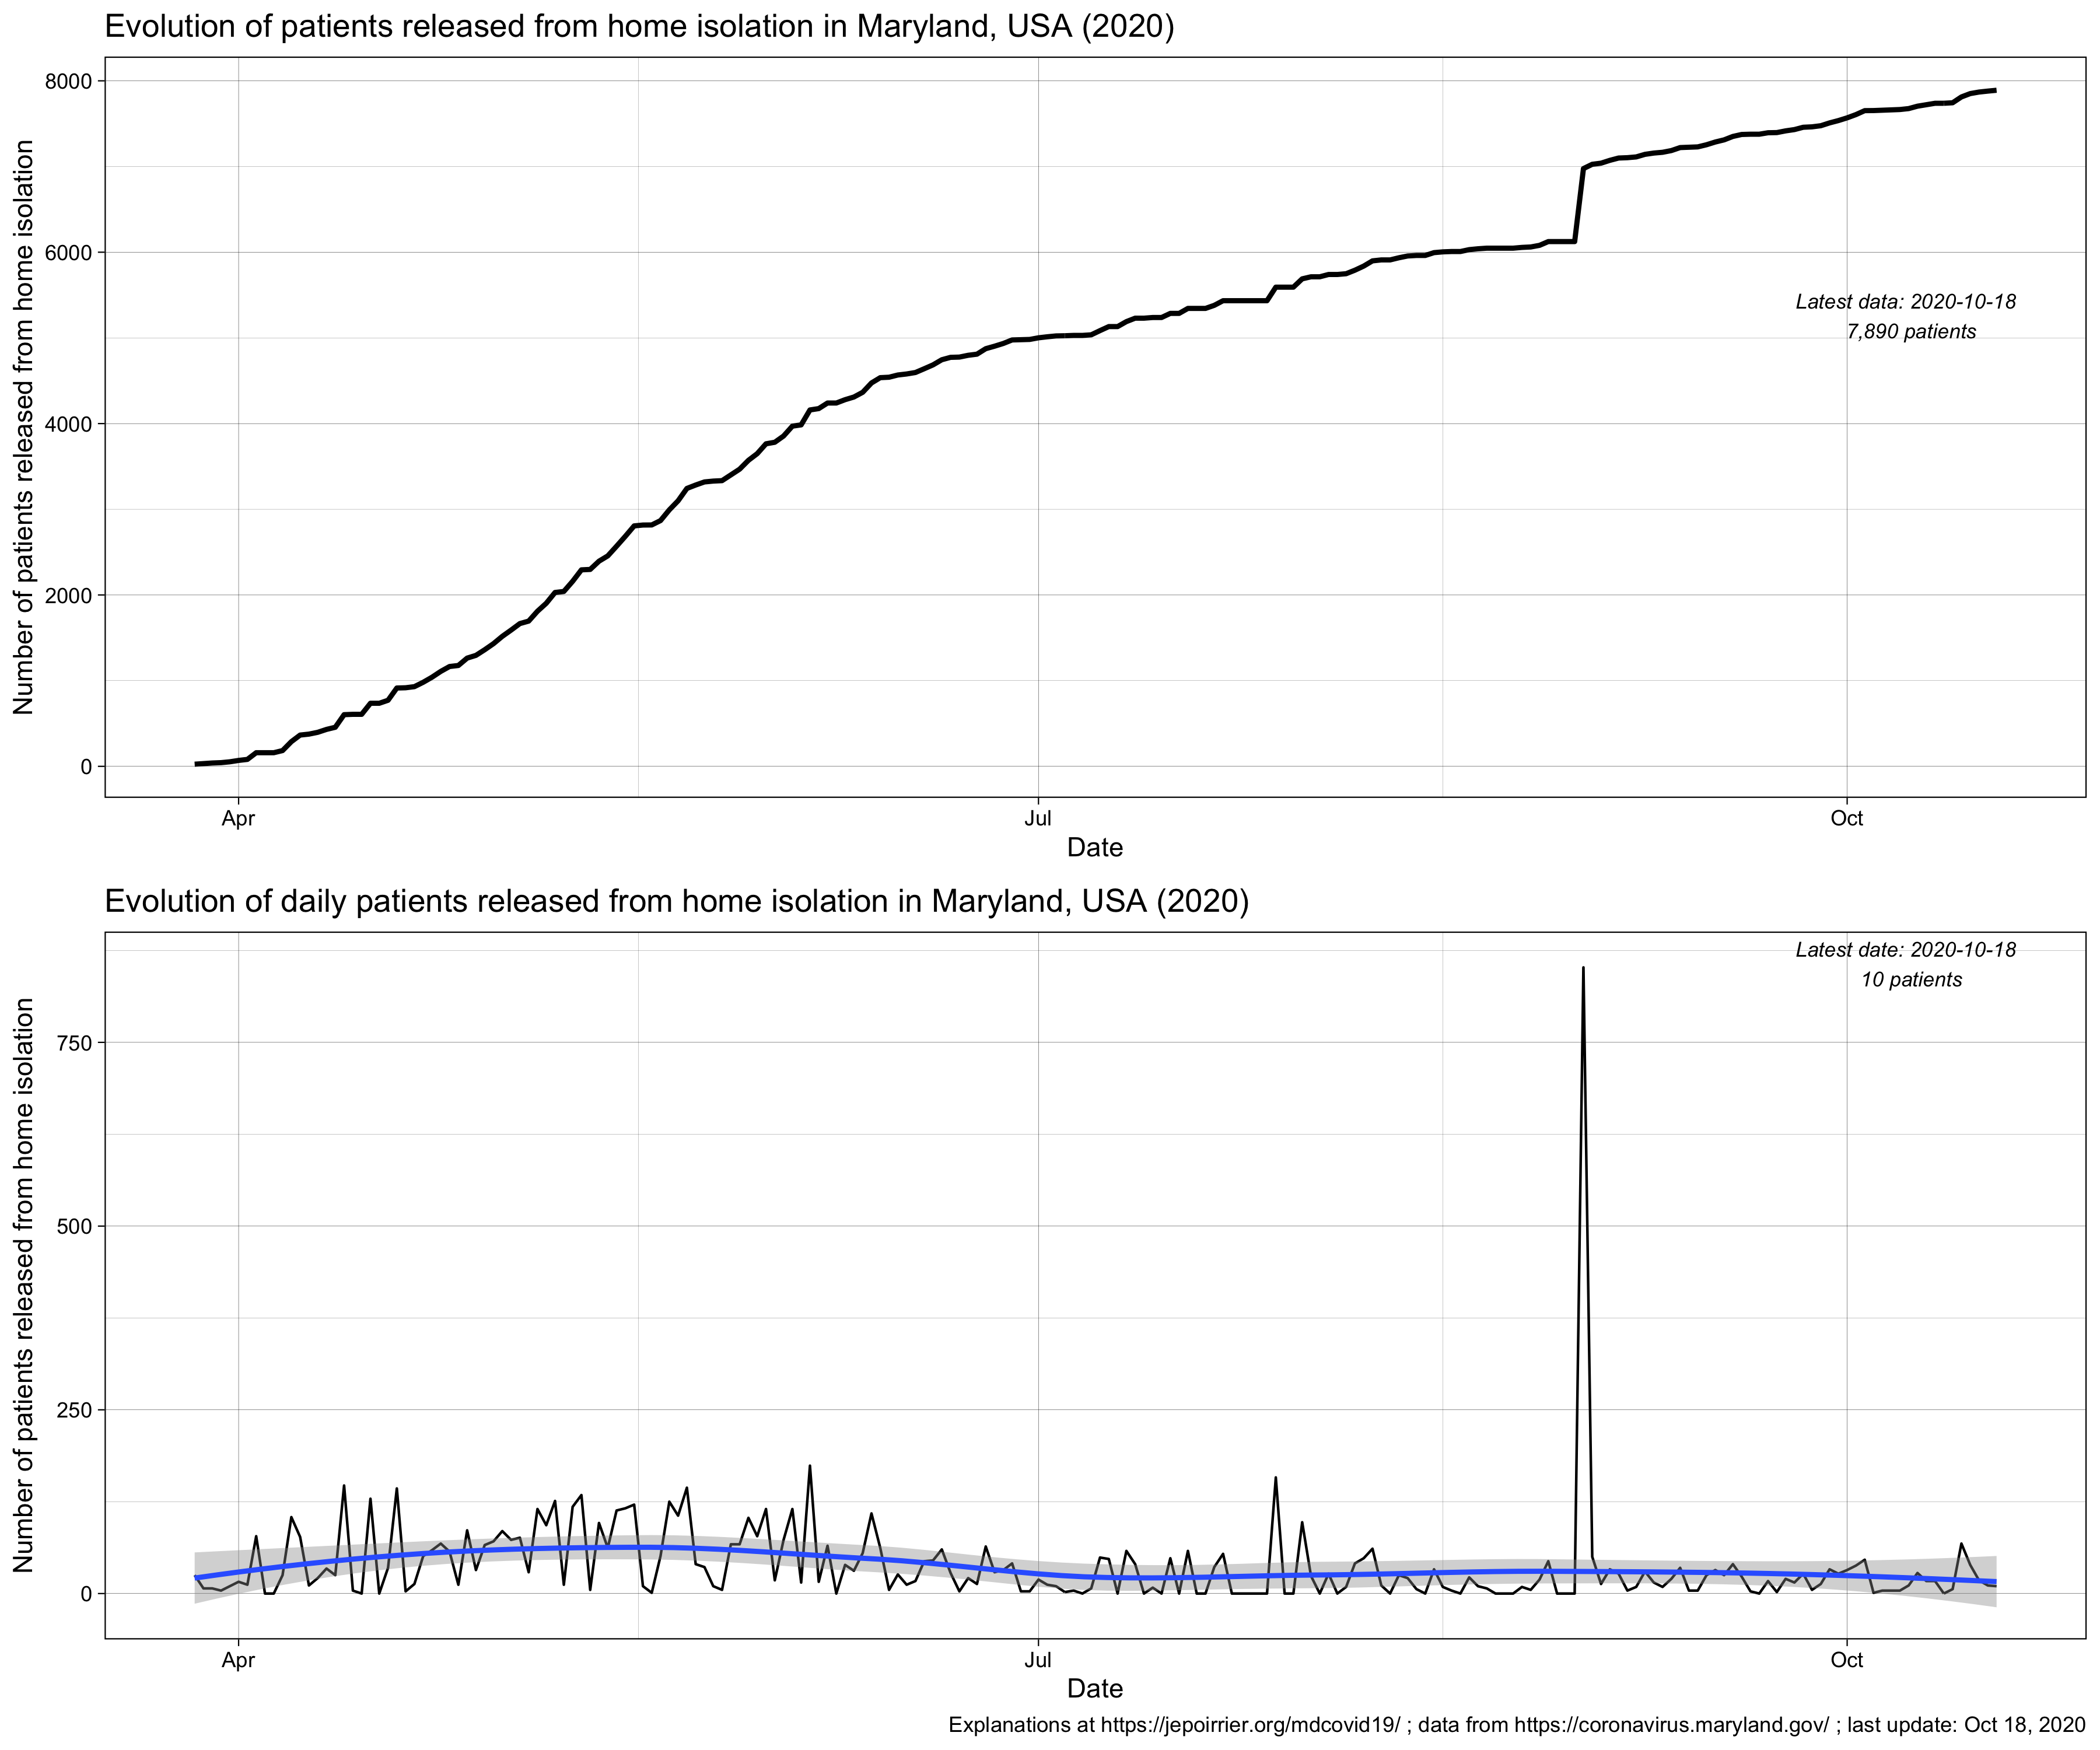 Evolution of patients released from home isolation in Maryland, USA (2020)
Number of patients released from home isolation
8000
6000
4000
2000
0
Latest data: 2020-10-18
7,890 patients
Apr
Jul
Oct
Date
Evolution of daily patients released from home isolation in Maryland, USA (2020)
Number of patients released from home isolation
750
500
250
0
Latest date: 2020-10-18
10 patients
Apr
Jul
Oct
Date
Explanations at https://jepoirrier.org/mdcovid19/ ; data from https://coronavirus.maryland.gov/ ; last update: Oct 18, 2020